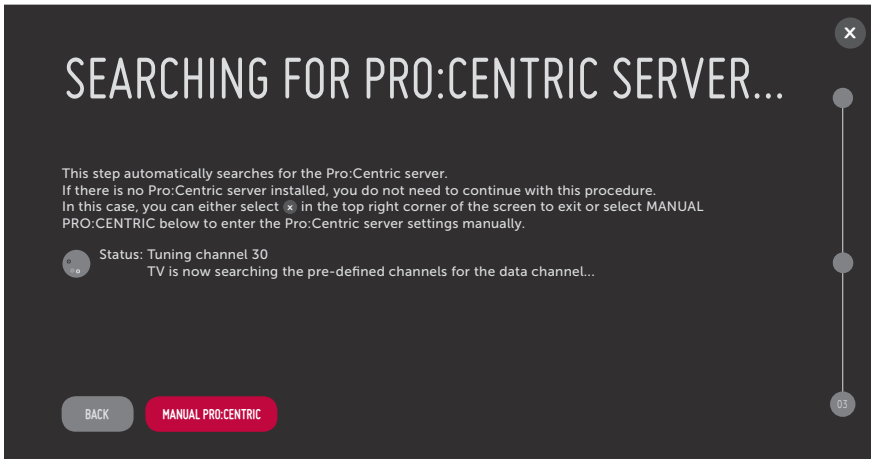 X
SEARCHING FOR PRO:CENTRIC SERVER...
This step automatically searches for the Pro:Centric server.
If there is no Pro:Centric server installed, you do not need to continue with this procedure.
In this case, you can either select x in the top right corner of the screen to exit or select MANUAL
PRO:CENTRIC below to enter the Pro:Centric server settings manually.
Status: Tuning channel 30
TV is now searching the pre-defined channels for the data channel...
BACK
MANUAL PRO:CENTRIC
03